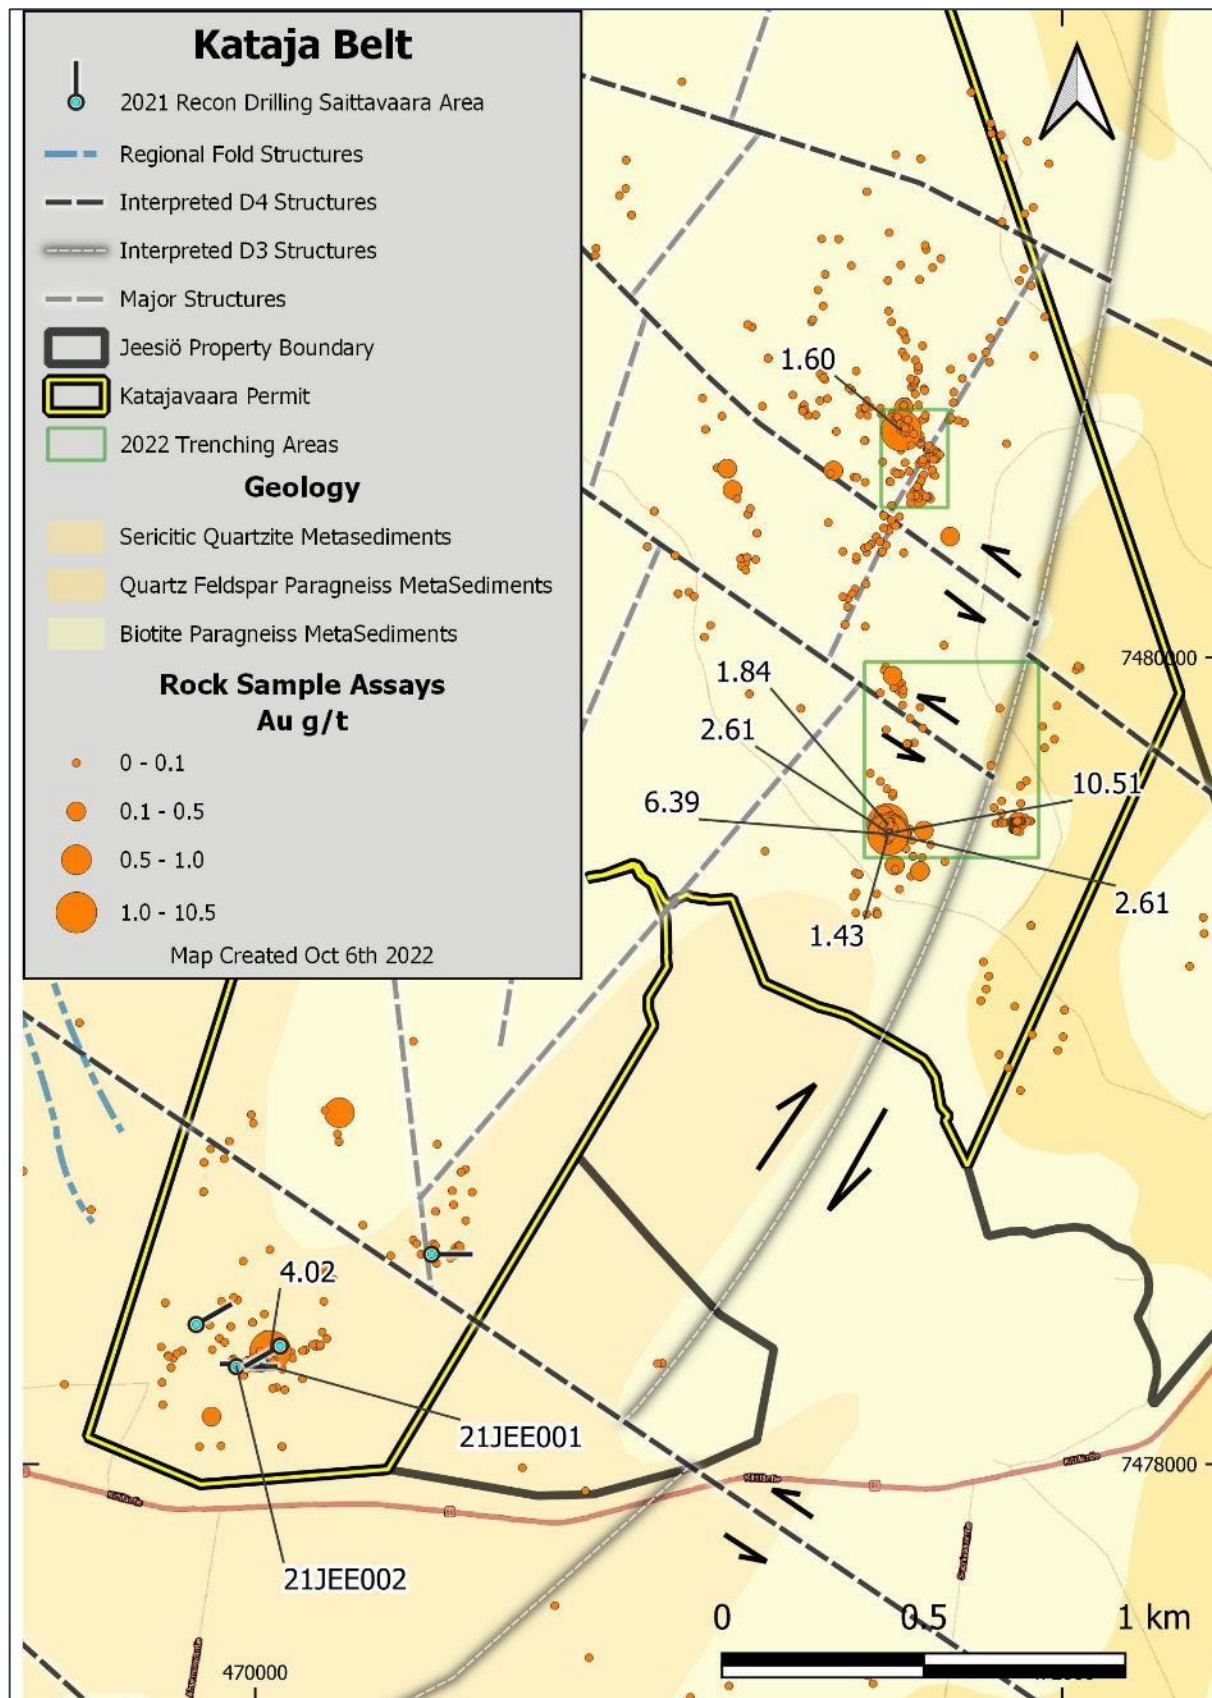 Kataja Belt
2021 Recon Drilling Saittavaara Area
Regional Fold Structures
Interpreted D4 Structures
Interpreted D3 Structures
Major Structures
Jeesiö Property Boundary
Katajavaara Permit
2022 Trenching Areas
Geology
Sericitic Quartzite Metasediments
Quartz Feldspar Paragneiss MetaSediments
Biotite Paragneiss MetaSediments
Rock Sample Assays
Au g/t
0 - 0.1
0.1 - 0.5
0.5 - 1.0
1.0 - 10.5
Map Created Oct 6th 2022
1.60
7480000
1.84
2.61
10.51
6.39
2.61
1.43
4.02
21JEE001
7478000
21JEE002
0 0.5 1 km
470000